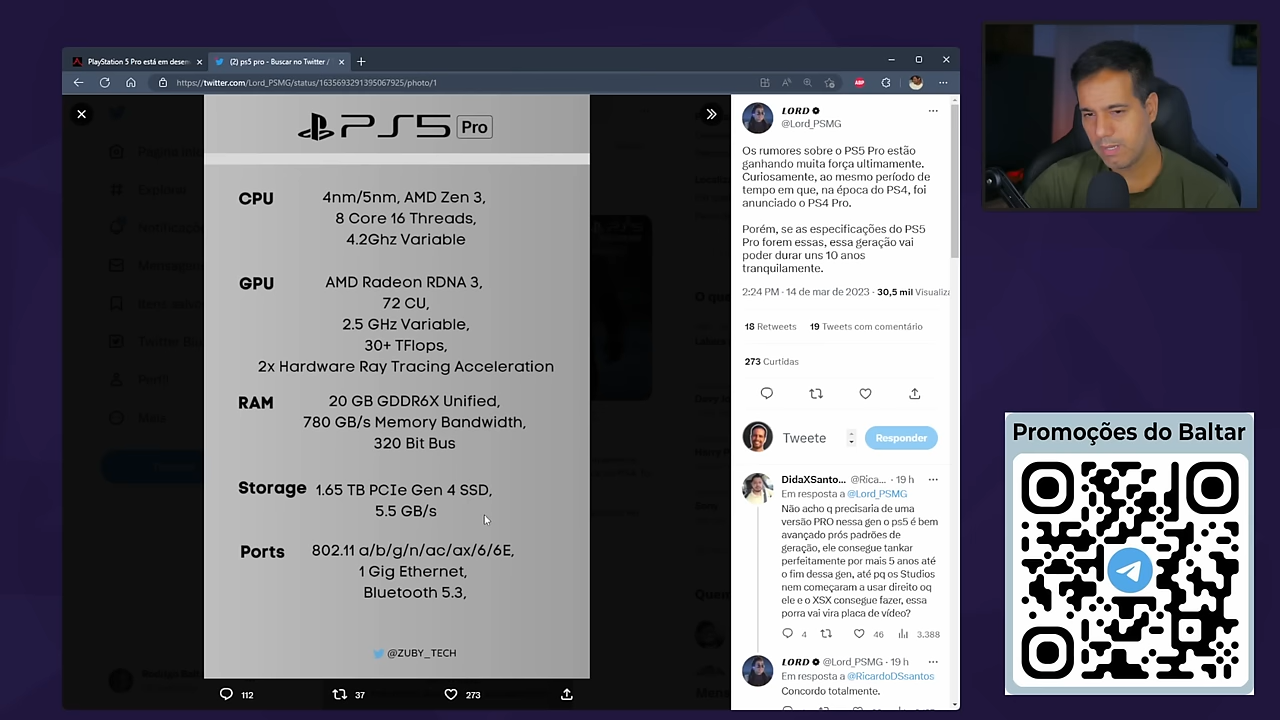 PlayStation 5 Pro está em desen
(2) ps5 pro - Buscar no Twitter /
https://twitter.com/Lord_PSMG/status/1635693291395067925/photo/1
PS5 Pro
CPU
4nm/5nm, AMD Zen 3,
8 Core 16 Threads,
4.2Ghz Variable
GPU
AMD Radeon RDNA 3,
72 CU,
2.5 GHz Variable,
30+ TFlops,
2x Hardware Ray Tracing Acceleration
RAM
20 GB GDDR6X Unified,
780 GB/s Memory Bandwidth,
320 Bit Bus
Storage
1.65 TB PCIe Gen 4 SSD,
5.5 GB/s
Ports
802.11 a/b/g/n/ac/ax/6/6E,
1 Gig Ethernet,
Bluetooth 5.3,
@ZUBY_TECH
112
37
273
LORD
@Lord_PSMG
Os rumores sobre o PS5 Pro estão
ganhando muita força ultimamente.
Curiosamente, ao mesmo período de
tempo em que, na época do PS4, foi
anunciado o PS4 Pro.
Porém, se as especificações do PS5
Pro forem essas, essa geração vai
poder durar uns 10 anos
tranquilamente.
2:24 PM · 14 de mar de 2023 · 30,5 mil Visualiza
18 Retweets 19 Tweets com comentário
273 Curtidas
Tweete
Responder
DidaXSanto... @Rica... · 19 h
Em resposta a @Lord_PSMG
Não acho q precisaria de uma
versão PRO nessa gen o ps5 é bem
avançado prós padrões de
geração, ele consegue tankar
perfeitamente por mais 5 anos até
o fim dessa gen, até pq os Studios
nem começaram a usar direito oq
ele e o XSX consegue fazer, essa
porra vai vira placa de vídeo?
4
46
3.388
LORD @Lord_PSMG · 19 h
Em resposta a @RicardoDSsantos
Concordo totalmente.
Promoções do Baltar